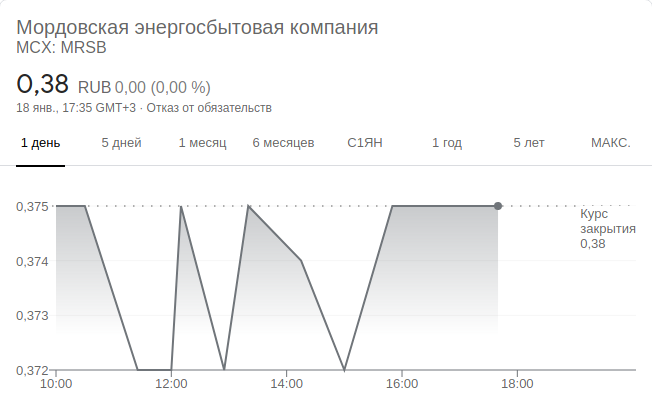 Мордовская энергосбытовая компания
MCX: MRSB
0,38 RUB 0,00 (0,00 %)
18 янв., 17:35 GMT+3 · Отказ от обязательств
1 день 5 дней 1 месяц 6 месяцев С1ЯН 1 год 5 лет МАКС.
0,375
Курс
закрытия
0,38
0,374
0,373
0,372
10:00 12:00 14:00 16:00 18:00